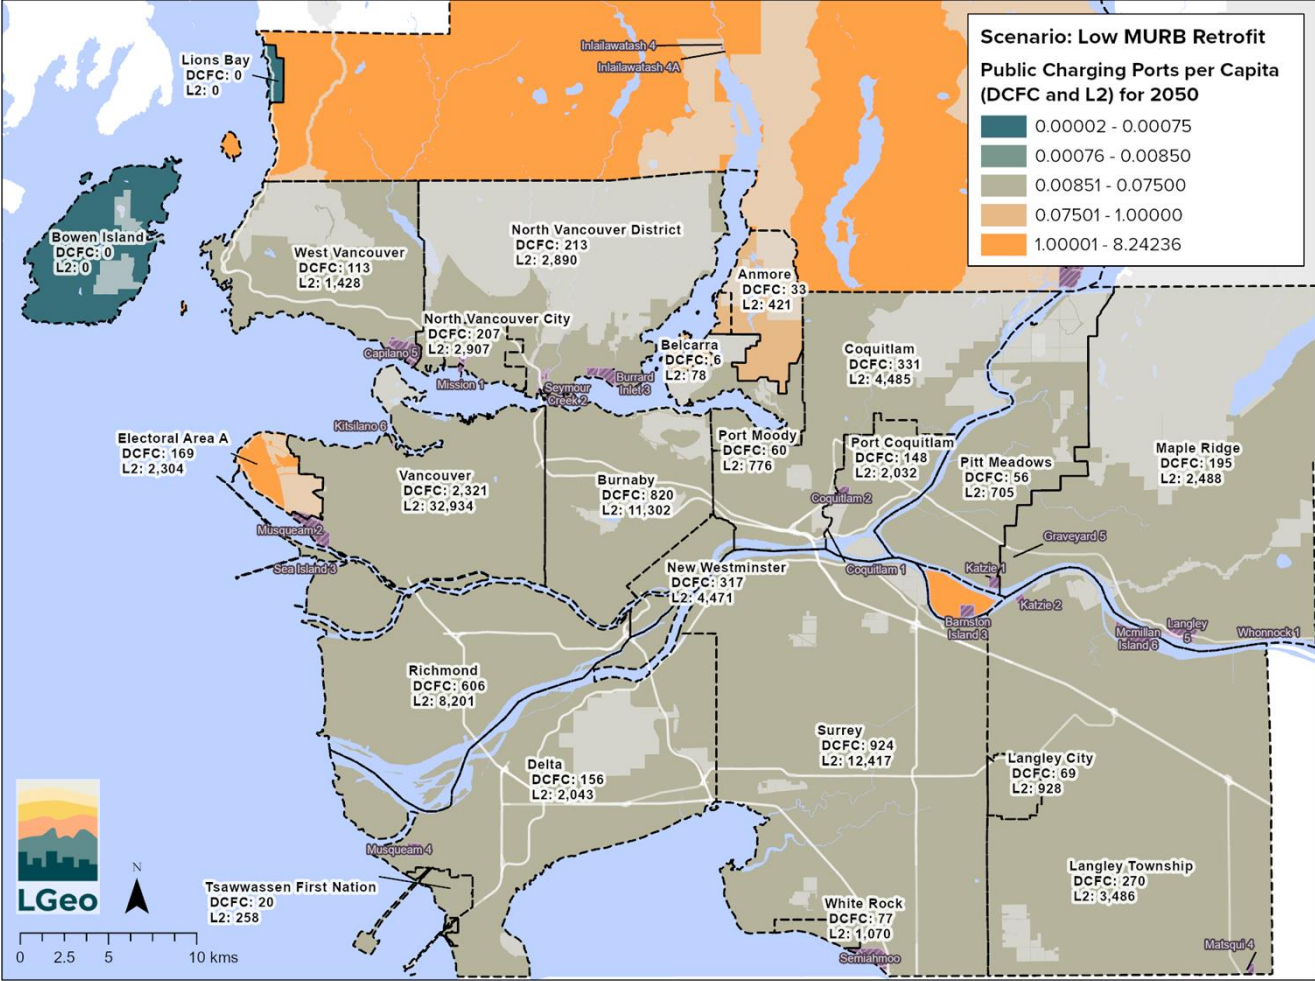 Scenario: Low MURB Retrofit
Public Charging Ports per Capita
(DCFC and L2) for 2050
0.00002 - 0.00075
0.00076 - 0.00850
0.00851 - 0.07500
0.07501 - 1.00000
1.00001 - 8.24236
Inlailawatash 4
Inlailawatash 4A
Lions Bay
DCFC: 0
L2: 0
Bowen Island
DCFC: 0
L2: 0
West Vancouver
DCFC: 113
L2: 1,428
North Vancouver District
DCFC: 213
L2: 2,890
Anmore
DCFC: 33
L2: 421
North Vancouver City
DCFC: 207
L2: 2,907
Belcarra
DCFC: 6
L2: 78
Coquitlam
DCFC: 331
L2: 4,485
Capilano 5
Mission 1
Seymour
Creek 2
Burrard
Inlet 3
Kitsilano 6
Electoral Area A
DCFC: 169
L2: 2,304
Vancouver
DCFC: 2,321
L2: 32,934
Burnaby
DCFC: 820
L2: 11,302
Port Moody
DCFC: 60
L2: 776
Port Coquitlam
DCFC: 148
L2: 2,032
Pitt Meadows
DCFC: 56
L2: 705
Maple Ridge
DCFC: 195
L2: 2,488
Coquitlam 2
Musqueam 2
Sea Island 3
Graveyard 5
New Westminster
DCFC: 317
L2: 4,471
Coquitlam 1
Katzie 1
Katzie 2
Barnston
Island 3
Mcmillan
Island 6
Langley
5
Whonnock 1
Richmond
DCFC: 606
L2: 8,201
Surrey
DCFC: 924
L2: 12,417
Delta
DCFC: 156
L2: 2,043
Langley City
DCFC: 69
L2: 928
Musqueam 4
Tsawwassen First Nation
DCFC: 20
L2: 258
Langley Township
DCFC: 270
L2: 3,486
White Rock
DCFC: 77
L2: 1,070
Semiahmoo
Matsqui 4
LGeo
N
0 2.5 5 10 kms